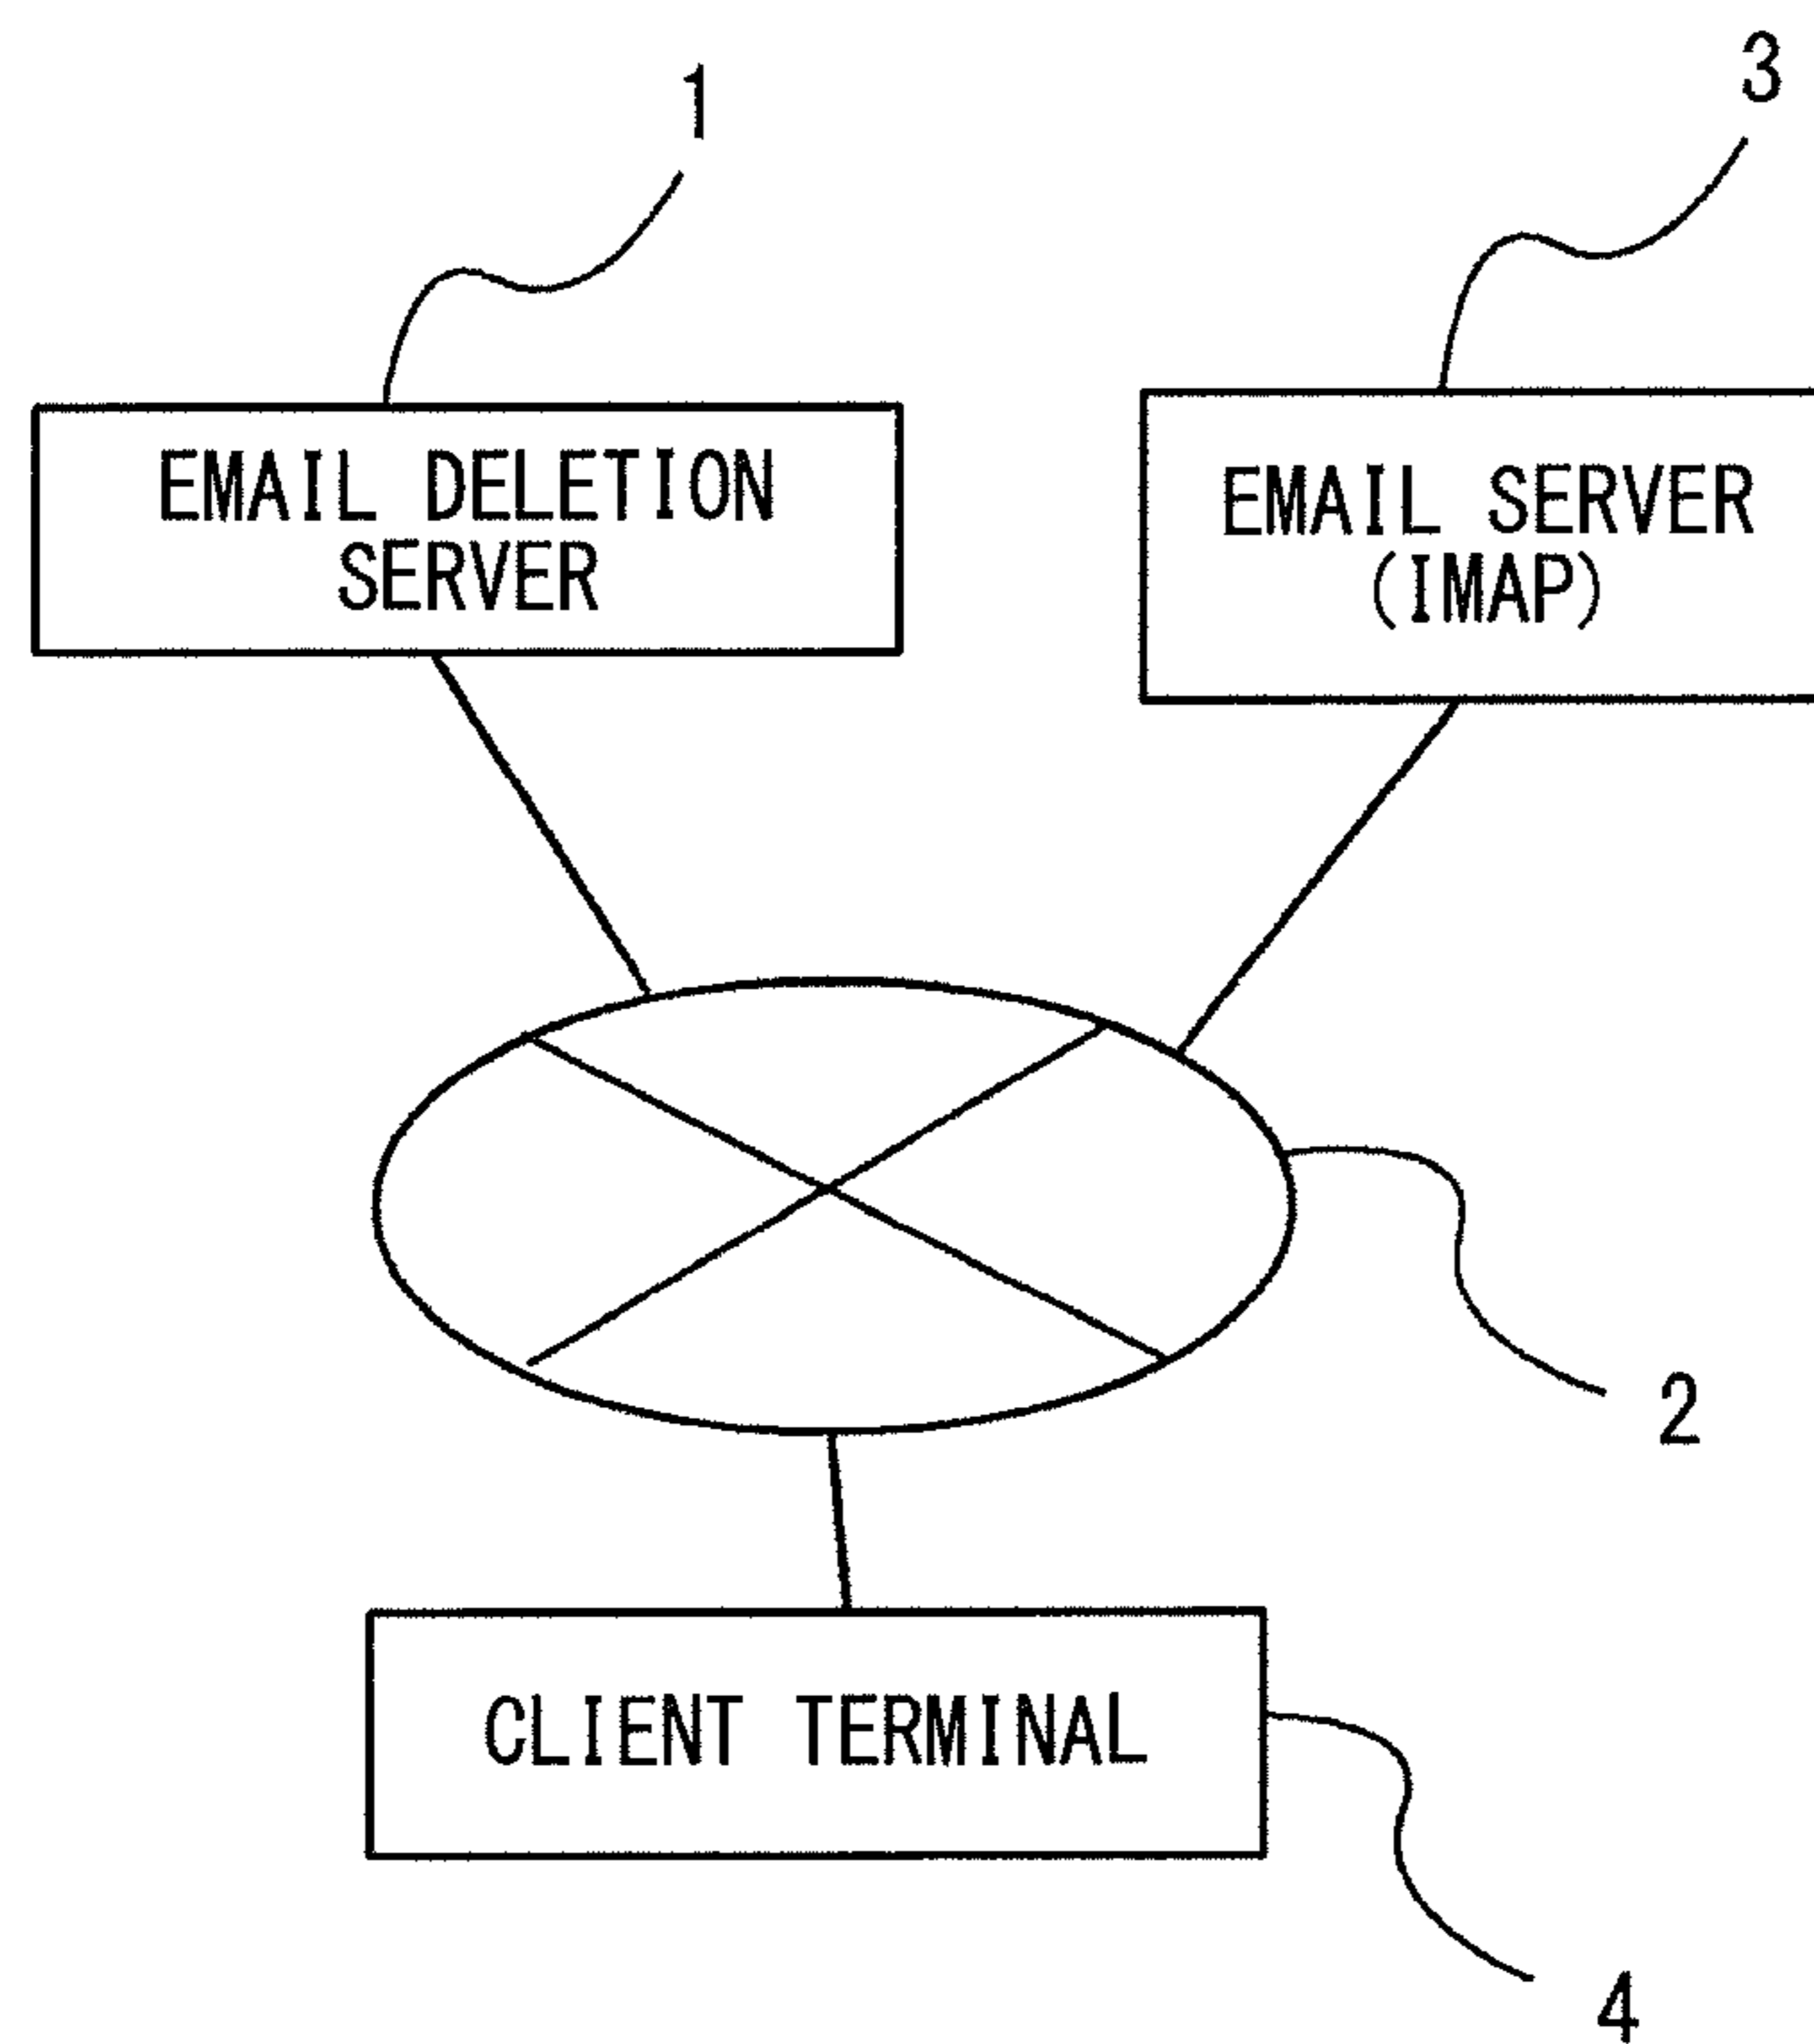 1
3
EMAIL DELETION
SERVER
EMAIL SERVER
(IMAP)
2
CLIENT TERMINAL
4